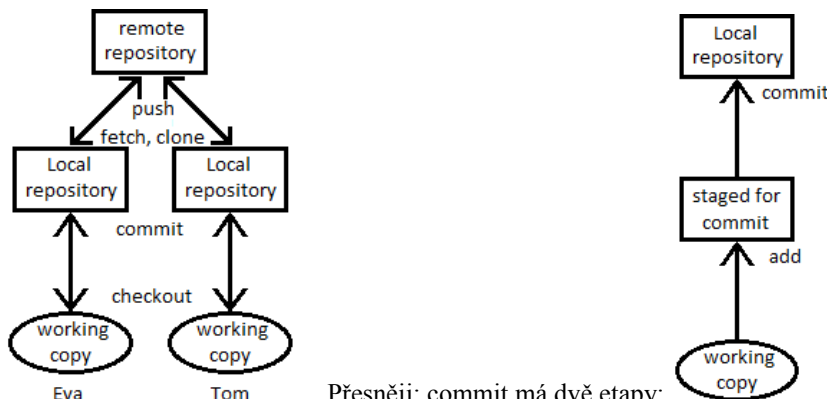 remote
repository
push
fetch, clone
Local
repository
Local
repository
commit
checkout
working
copy
working
copy
Eva
Tom
Přesněji: commit má dvě etapy:
Local
repository
commit
staged for
commit
add
working
copy